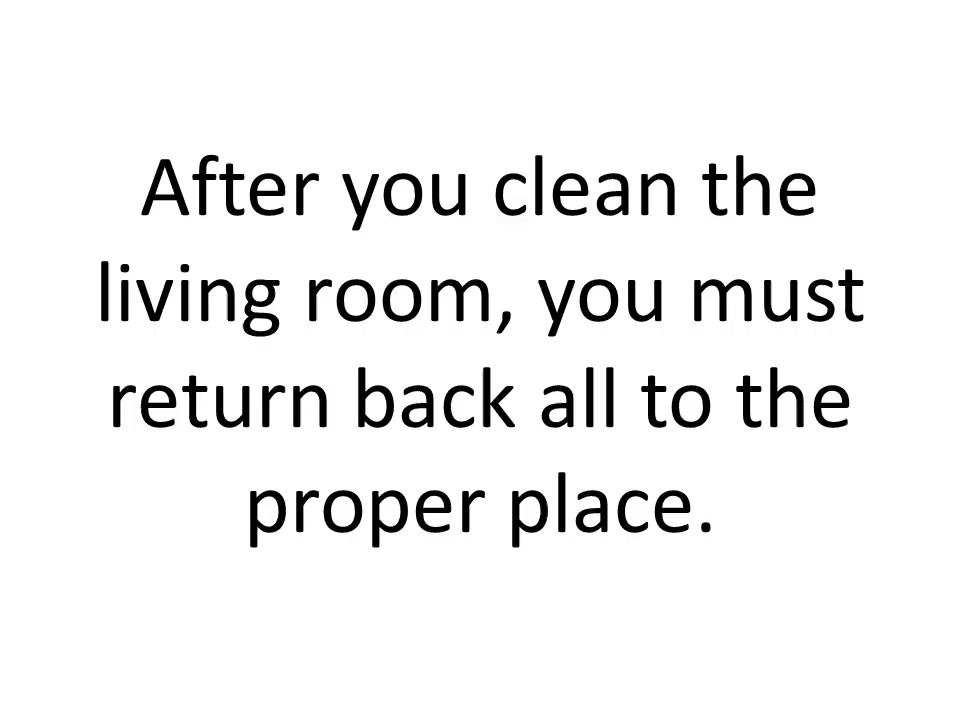 After you clean the
living room, you must
return back all to the
proper place.